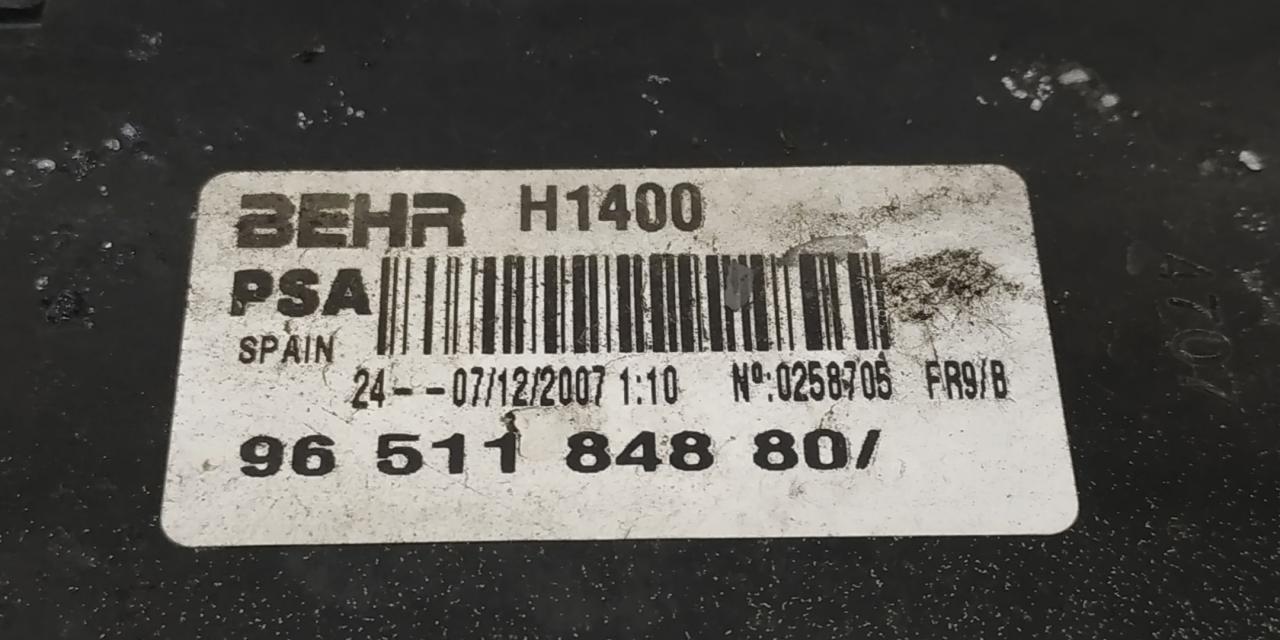 BEHR H1400
PSA
SPAIN
24-- -07/12/2007 1:10 Nº:0258705 FR9/B
96 511 848 80/